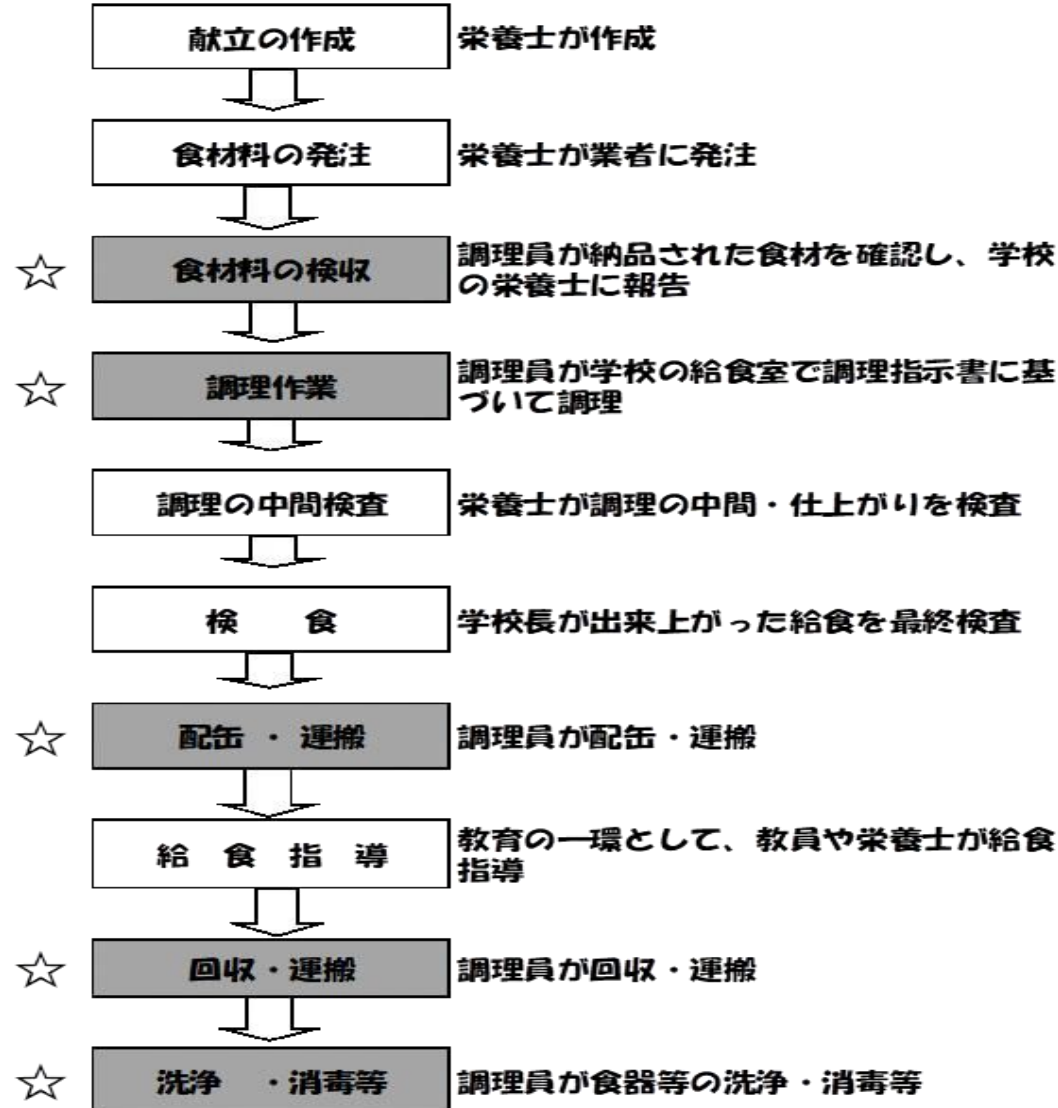 献立の作成 栄養士が作成
食材料の発注 栄養士が業者に発注
☆ 食材料の検収 調理員が納品された食材を確認し、学校
の栄養士に報告
☆ 調理作業 調理員が学校の給食室で調理指示書に基
づいて調理
調理の中間検査 栄養士が調理の中間・仕上がりを検査
検 食 学校長が出来上がった給食を最終検査
☆ 配缶 ・ 運搬 調理員が配缶・運搬
給 食 指 導 教育の一環として、教員や栄養士が給食
指導
☆ 回収・運搬 調理員が回収・運搬
☆ 洗浄 ・消毒等 調理員が食器等の洗浄・消毒等